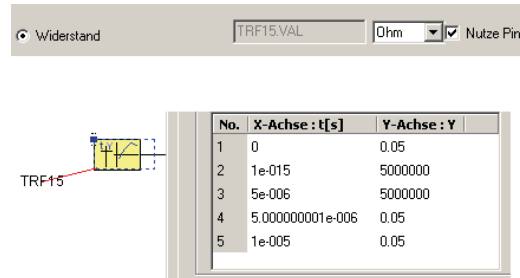 Widerstand TRF15.VAL Ohm Nutze Pin
t,Y
TRF15
No. X-Achse : t[s] Y-Achse : Y
1 0 0.05
2 1e-015 5000000
3 5e-006 5000000
4 5.000000001e-006 0.05
5 1e-005 0.05